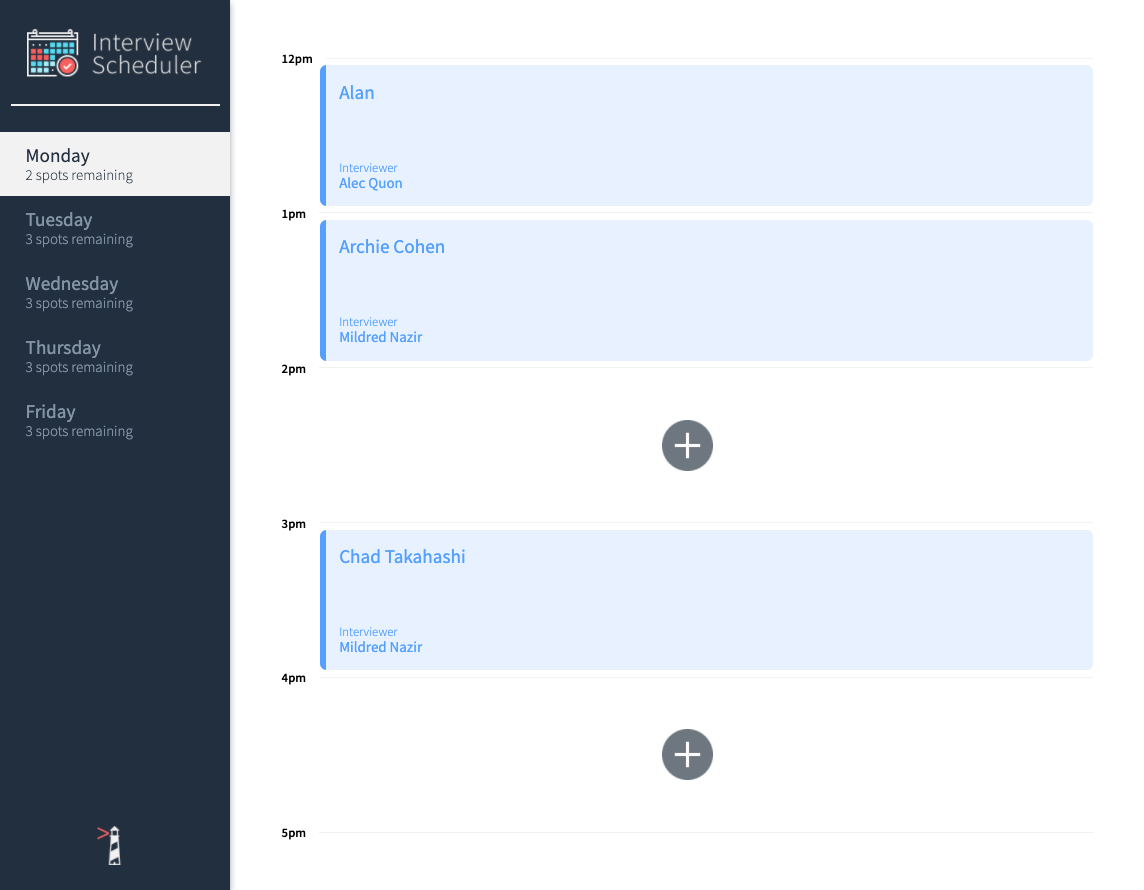 Interview
Scheduler
Monday
2 spots remaining
Tuesday
3 spots remaining
Wednesday
3 spots remaining
Thursday
3 spots remaining
Friday
3 spots remaining
12pm
Alan
Interviewer
Alec Quon
1pm
Archie Cohen
Interviewer
Mildred Nazir
2pm
3pm
Chad Takahashi
Interviewer
Mildred Nazir
4pm
5pm